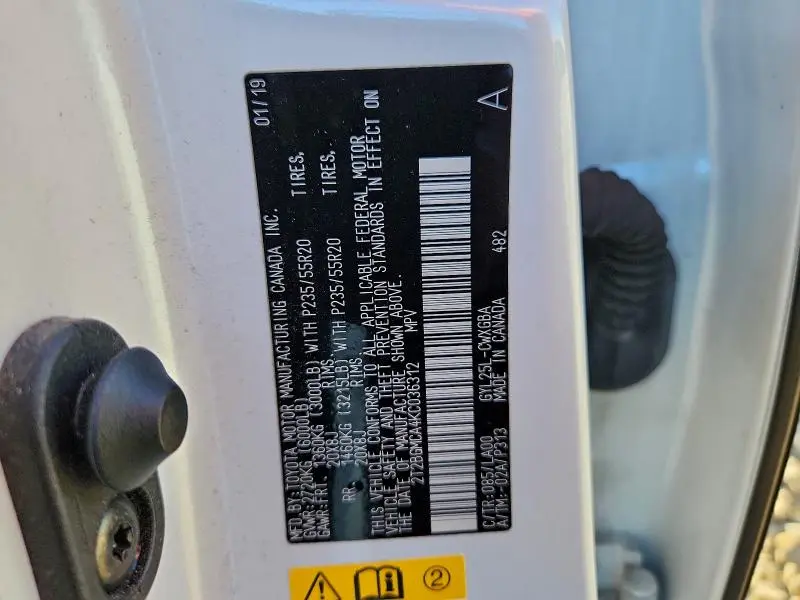 MFD.BY:TOYOTA MOTOR MANUFACTURING CANADA INC. 01/19
GVWR:2720KG(6000LB)
GAWR:FRT. 1360KG(3000LB)WITH P235/55R20 TIRES,
20X8J RIMS.
RR. 1460KG(3215LB)WITH P235/55R20 TIRES,
20X8J RIMS.
THIS VEHICLE CONFORMS TO ALL APPLICABLE FEDERAL MOTOR
VEHICLE SAFETY AND THEFT PREVENTION STANDARDS IN EFFECT ON
THE DATE OF MANUFACTURE SHOWN ABOVE.
2T2BGMCA4KC036312 MPV
C/TR:085/LA00 GYL25L-CWXGBA 482
A/TM:-02A/P313 MADE IN CANADA
A
2